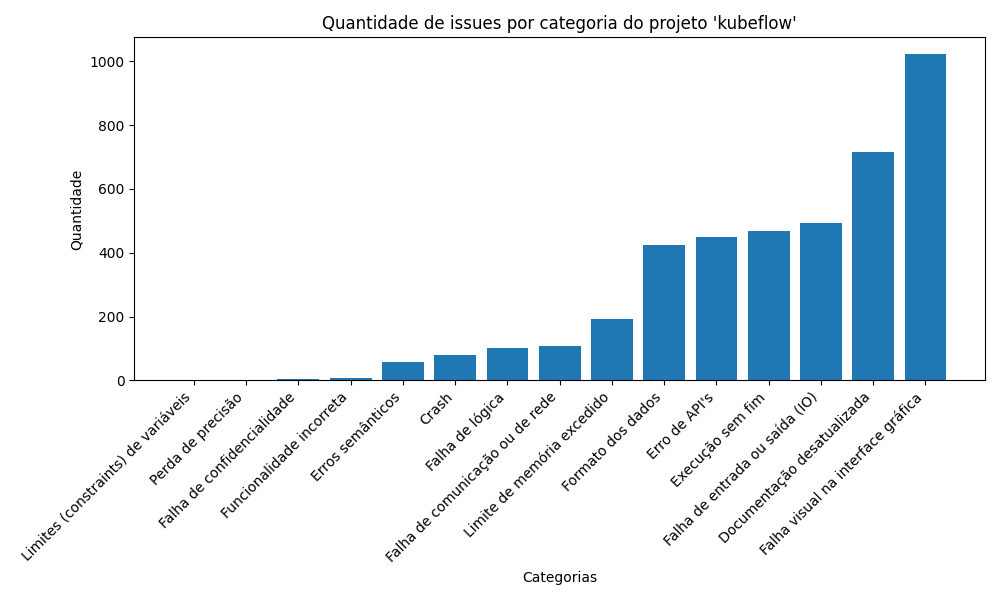 Quantidade de issues por categoria do projeto 'kubeflow'
Quantidade
1000
800
600
400
200
0
Limites (constraints) de variáveis
Perda de precisão
Falha de confidencialidade
Funcionalidade incorreta
Erros semânticos
Crash
Falha de lógica
Falha de comunicação ou de rede
Limite de memória excedido
Formato dos dados
Erro de API's
Execução sem fim
Falha de entrada ou saída (IO)
Documentação desatualizada
Falha visual na interface gráfica
Categorias